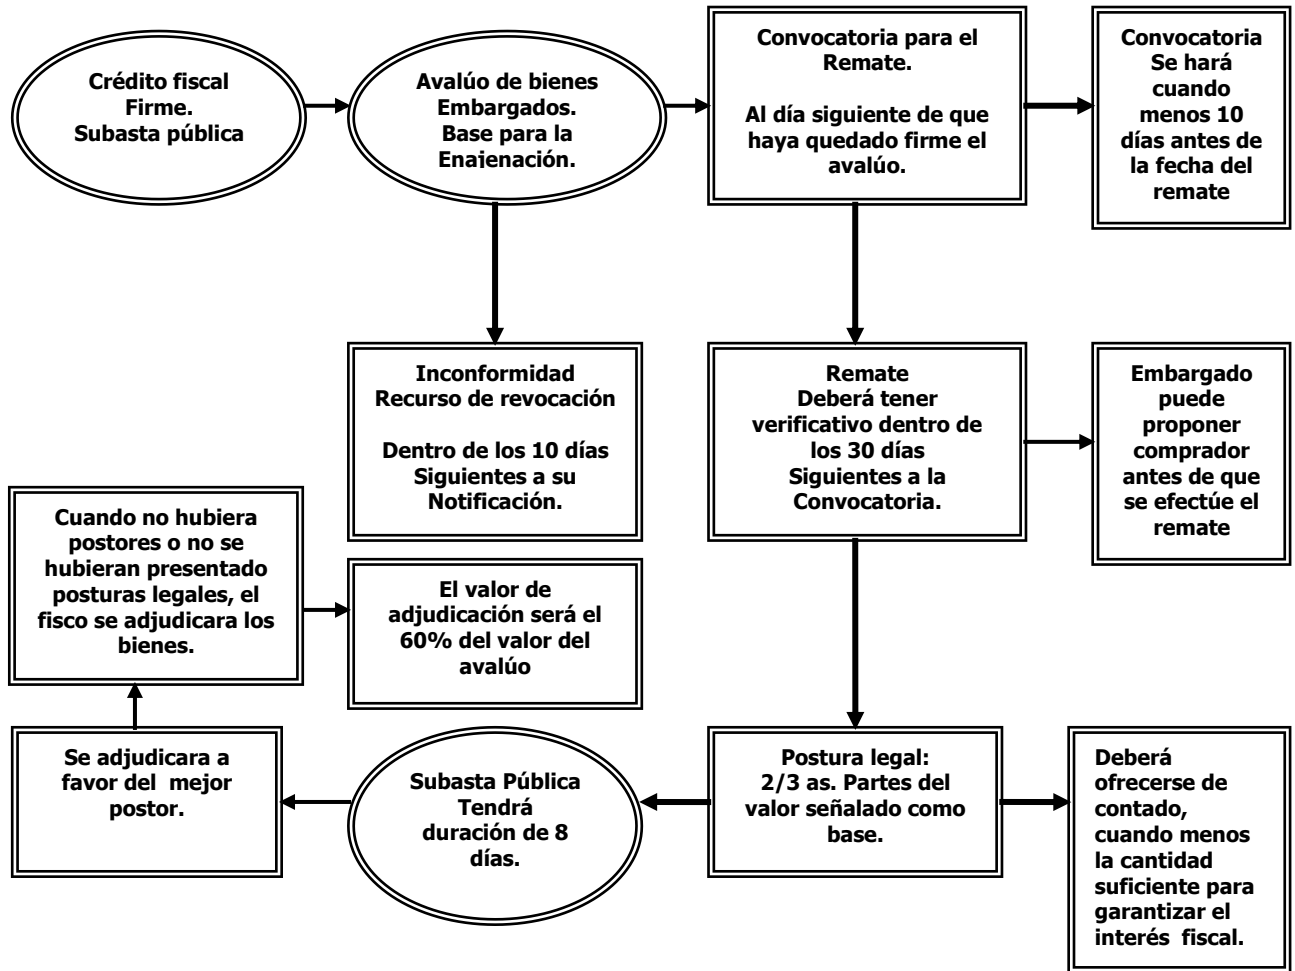 Crédito fiscal
Firme.
Subasta pública
Avalúo de bienes
Embargados.
Base para la
Enajenación.
Convocatoria para el
Remate.
Al día siguiente de que
haya quedado firme el
avalúo.
Convocatoria
Se hará
cuando
menos 10
días antes de
la fecha del
remate
Inconformidad
Recurso de revocación
Dentro de los 10 días
Siguientes a su
Notificación.
Remate
Deberá tener
verificativo dentro de
los 30 días
Siguientes a la
Convocatoria.
Embargado
puede
proponer
comprador
antes de que
se efectúe el
remate
Cuando no hubiera
postores o no se
hubieran presentado
posturas legales, el
fisco se adjudicara los
bienes.
El valor de
adjudicación será el
60% del valor del
avalúo
Se adjudicara a
favor del mejor
postor.
Subasta Pública
Tendrá
duración de 8
días.
Postura legal:
2/3 as. Partes del
valor señalado como
base.
Deberá
ofrecerse de
contado,
cuando menos
la cantidad
suficiente para
garantizar el
interés fiscal.